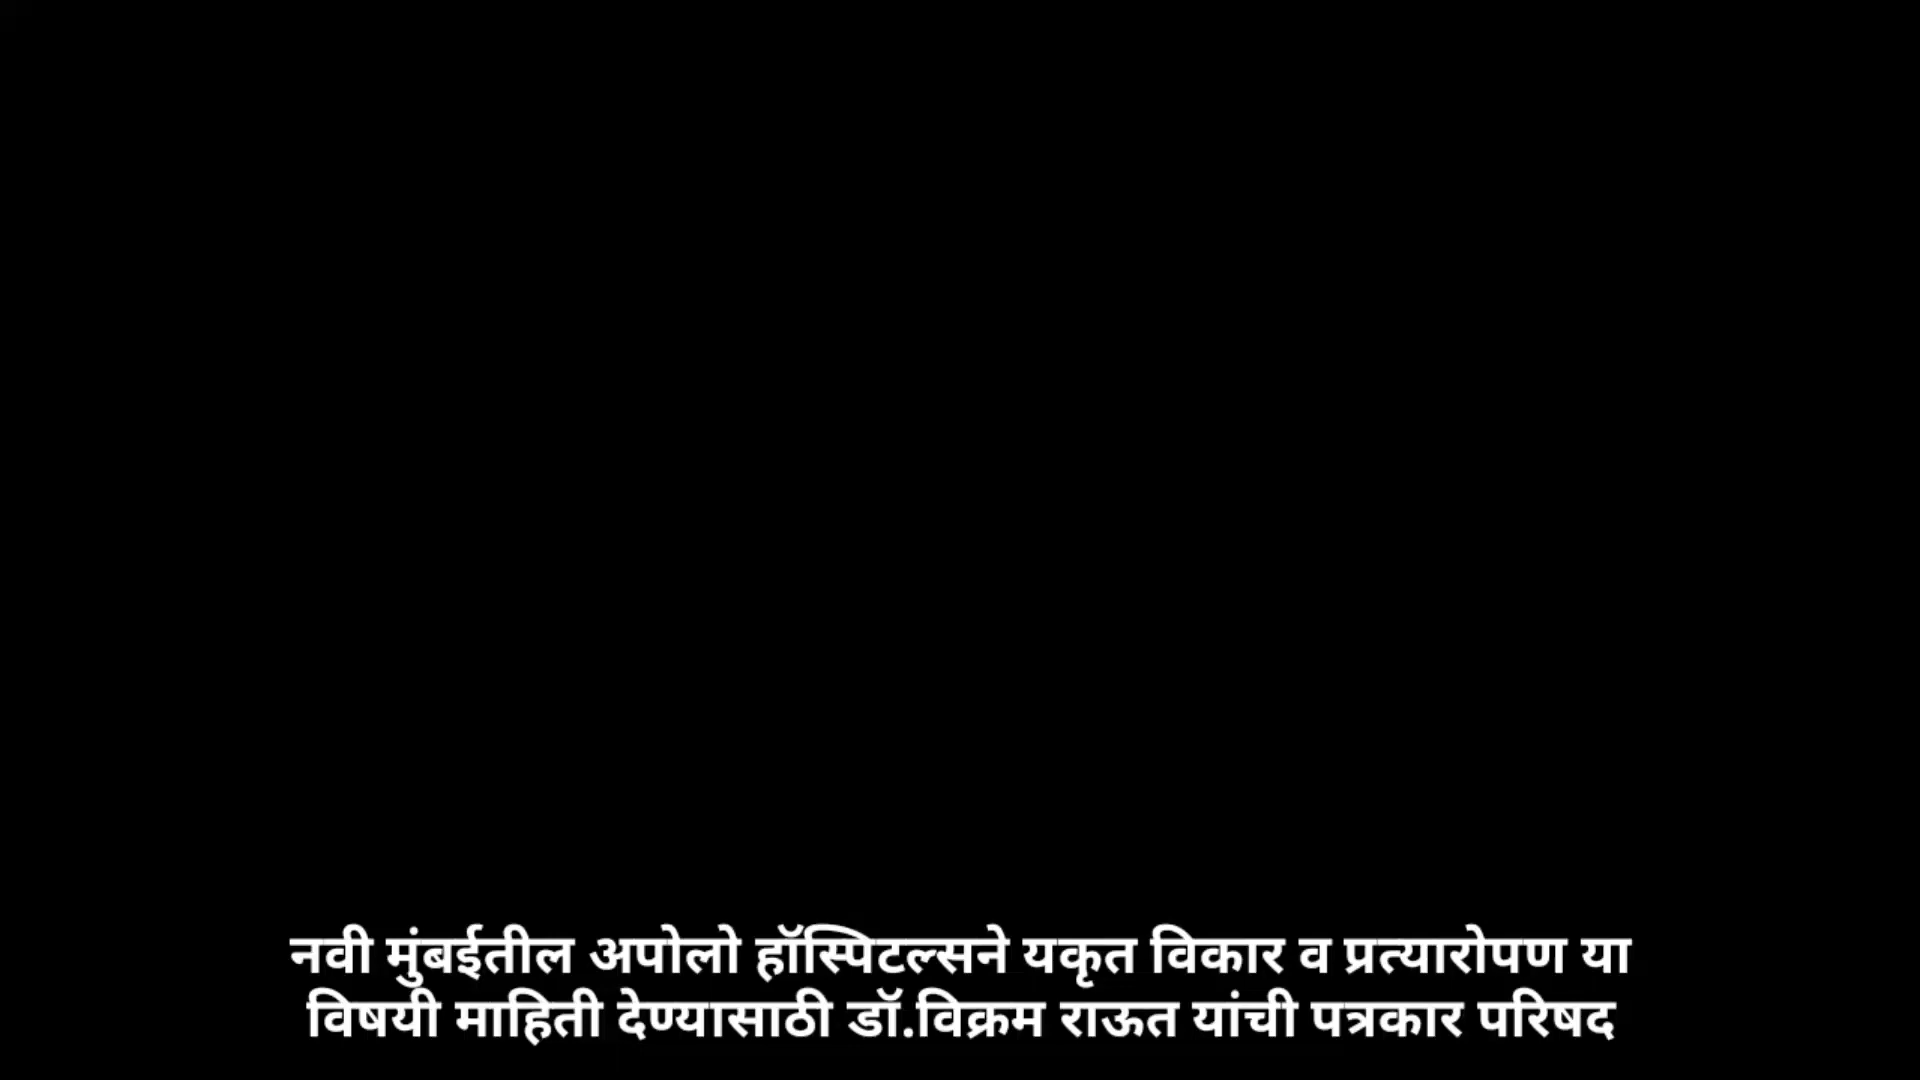 नवी मुंबईतील अपोलो हॉस्पिटल्सने यकृत विकार व प्रत्यारोपण या
विषयी माहिती देण्यासाठी डॉ.विक्रम राऊत यांची पत्रकार परिषद